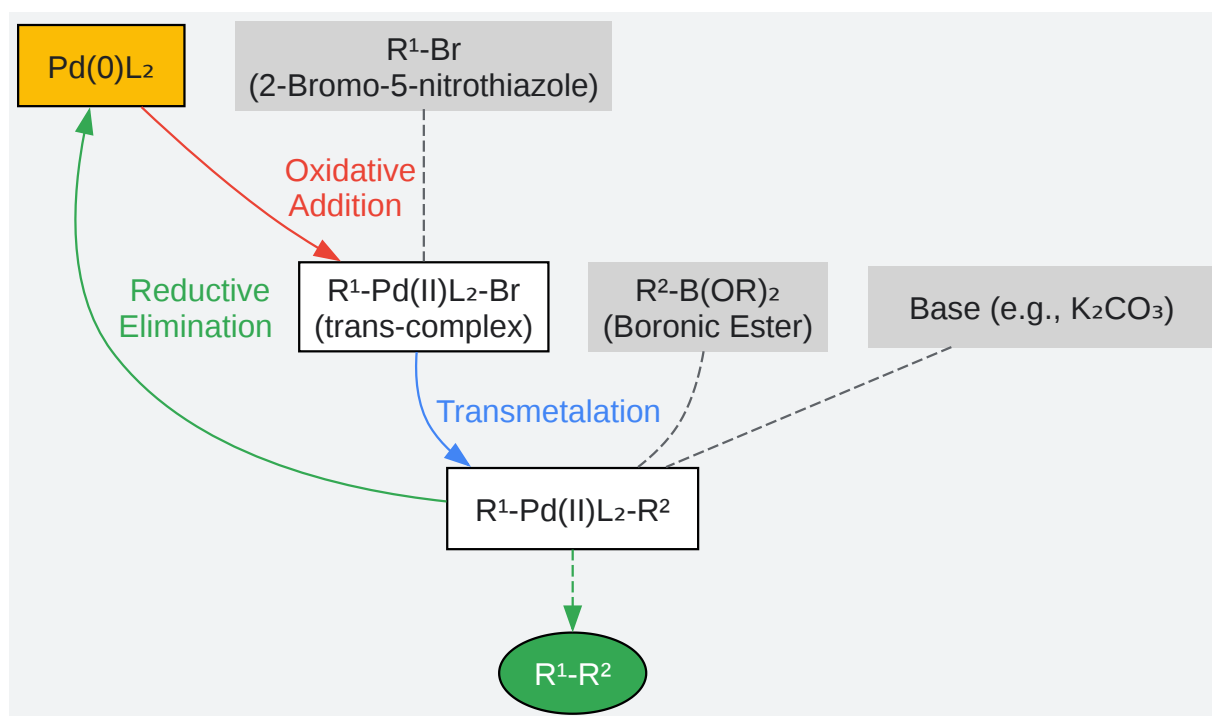 Pd(0)L₂
R¹-Br
(2-Bromo-5-nitrothiazole)
Oxidative
Addition
Reductive
Elimination
R¹-Pd(II)L₂-Br
(trans-complex)
R²-B(OR)₂
(Boronic Ester)
Base (e.g., K₂CO₃)
Transmetalation
R¹-Pd(II)L₂-R²
R¹-R²